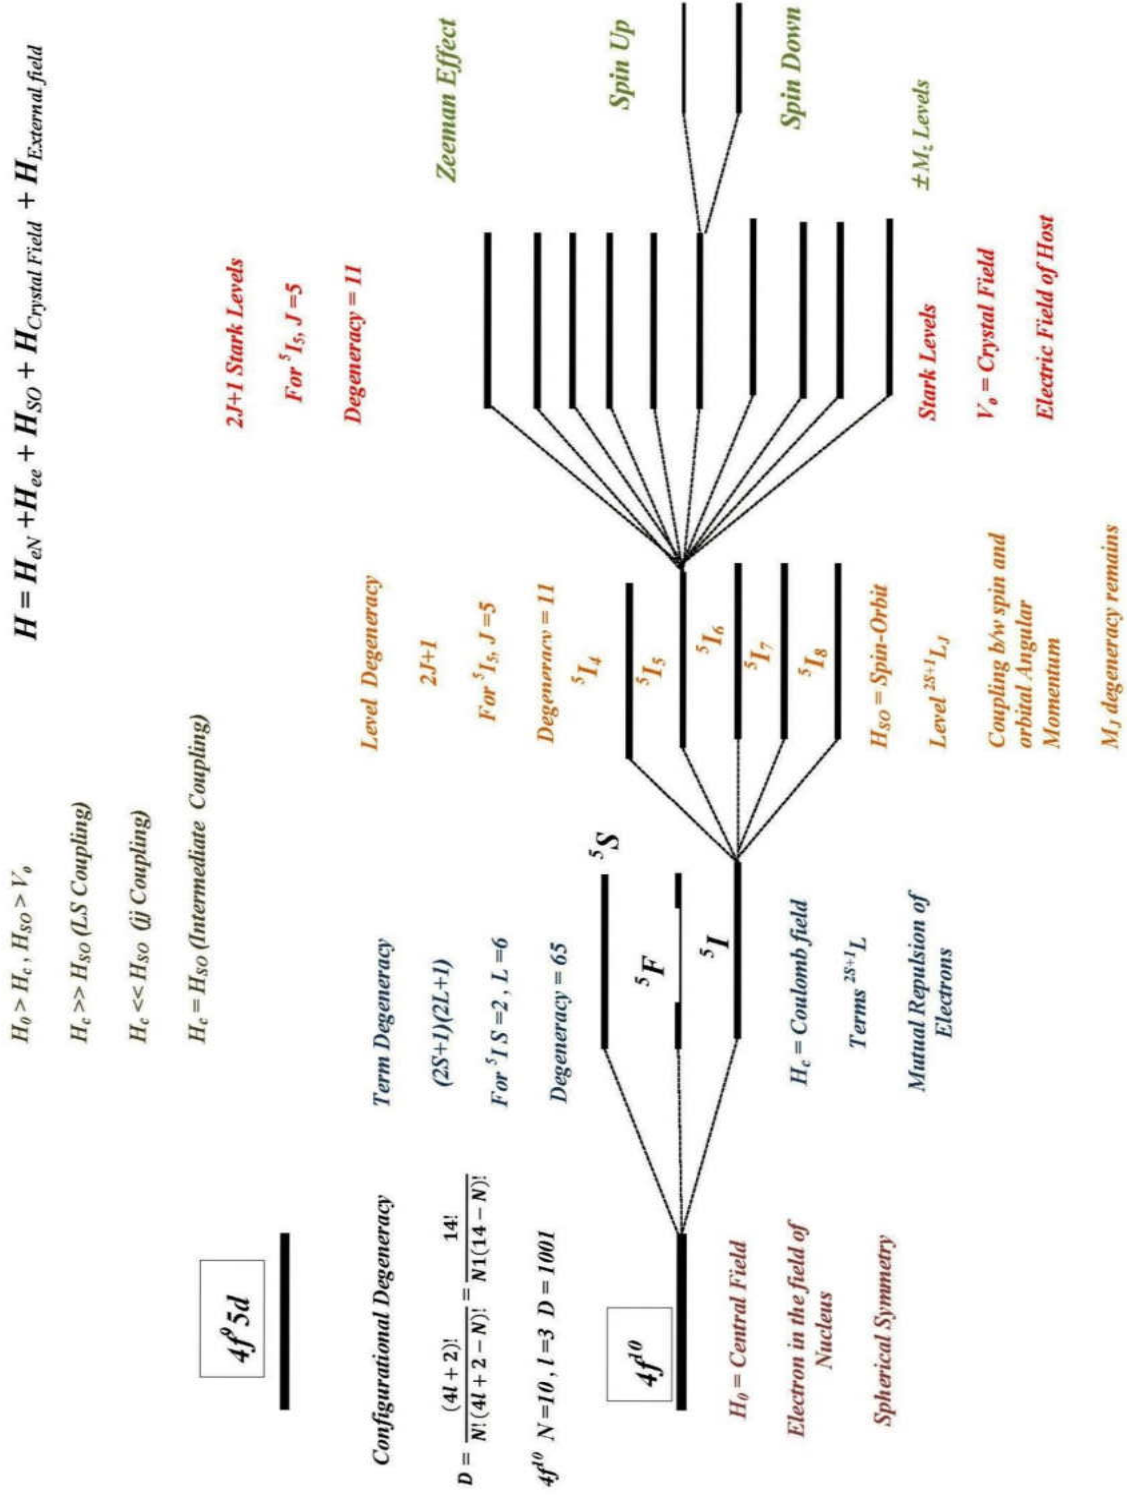 H = H_eN +H_ee + H_SO + H_Crystal Field + H_External field
H_0 > H_c , H_SO > V_o
H_c >> H_SO (LS Coupling)
H_c << H_SO (jj Coupling)
H_c = H_SO (Intermediate Coupling)
4f^9 5d
Configurational Degeneracy
D = (4l + 2)! / N! (4l + 2 − N)! = 14! / N1(14 − N)!
4f^10 N=10 , l=3 D = 1001
4f^10
H_0 = Central Field
Electron in the field of
Nucleus
Spherical Symmetry
Term Degeneracy
(2S+1)(2L+1)
For ^5I S =2 , L =6
Degeneracy = 65
^5S
^5F
^5I
H_c = Coulomb field
Terms ^2S+1L
Mutual Repulsion of
Electrons
Level Degeneracy
2J+1
For ^5I_5, J =5
Degeneracy = 11
^5I_4
^5I_5
^5I_6
^5I_7
^5I_8
H_SO = Spin-Orbit
Level ^2S+1L_J
Coupling b/w spin and
orbital Angular
Momentum
M_J degeneracy remains
2J+1 Stark Levels
For ^5I_5, J =5
Degeneracy = 11
Stark Levels
V_o = Crystal Field
Electric Field of Host
Zeeman Effect
Spin Up
Spin Down
±M_z Levels